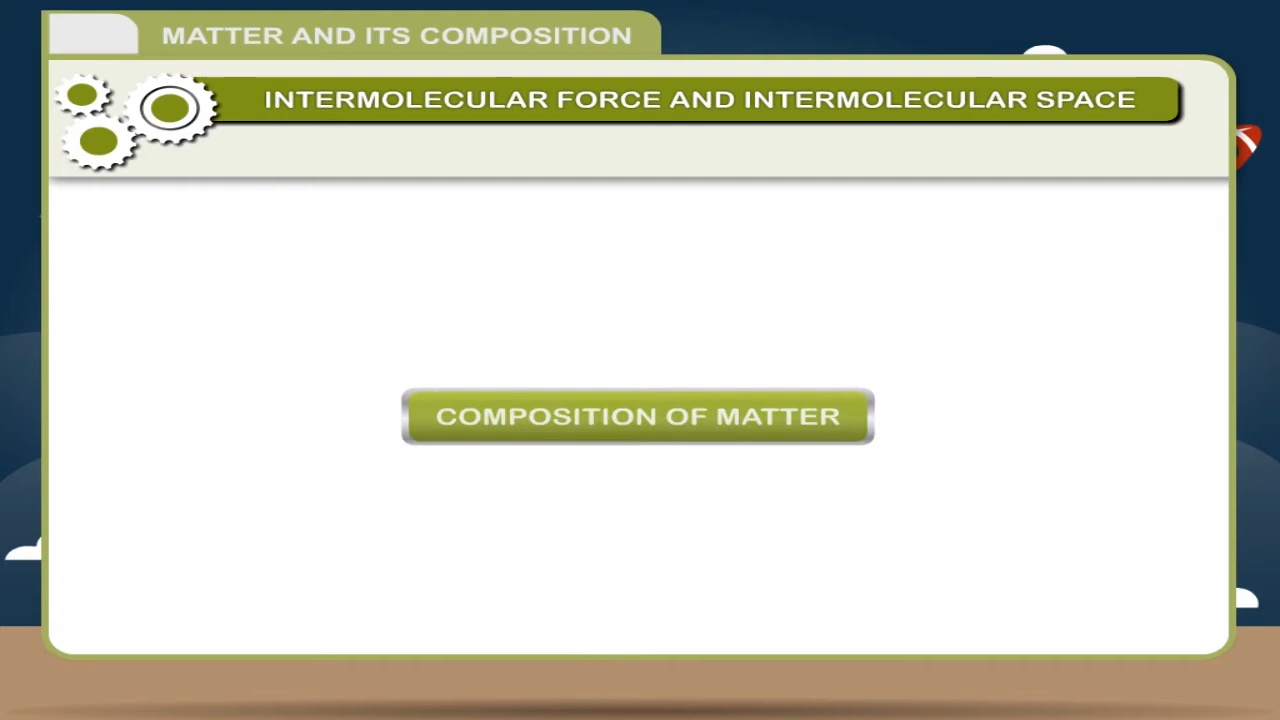 MATTER AND ITS COMPOSITION
INTERMOLECULAR FORCE AND INTERMOLECULAR SPACE
COMPOSITION OF MATTER